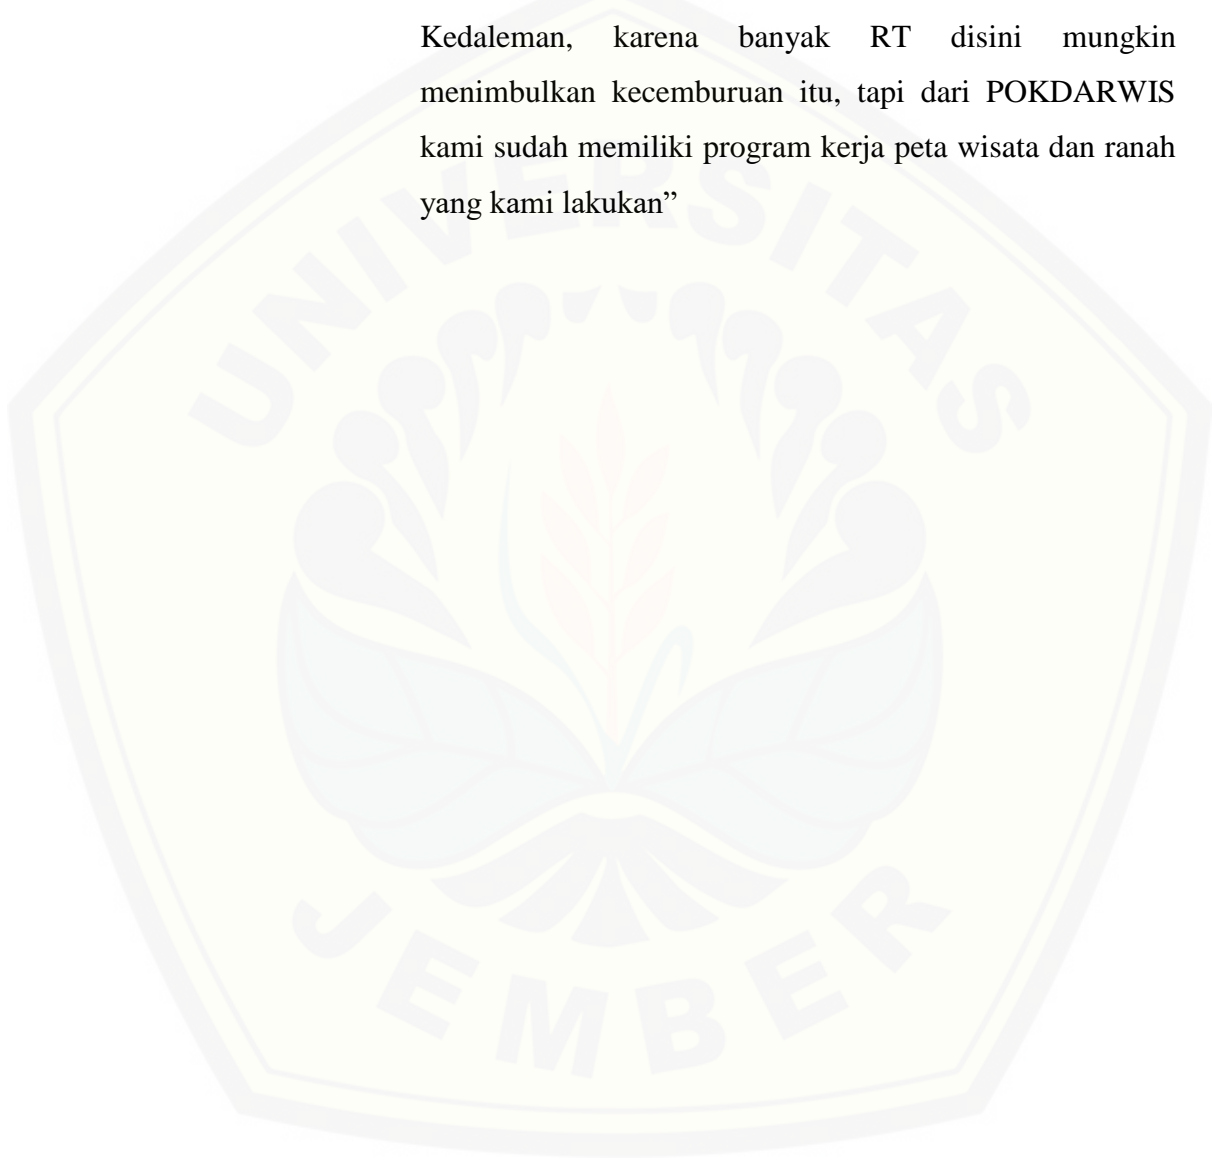 Kedaleman, karena banyak RT disini mungkin
menimbulkan kecemburuan itu, tapi dari POKDARWIS
kami sudah memiliki program kerja peta wisata dan ranah
yang kami lakukan”
UNIVERSITAS
JEMBER